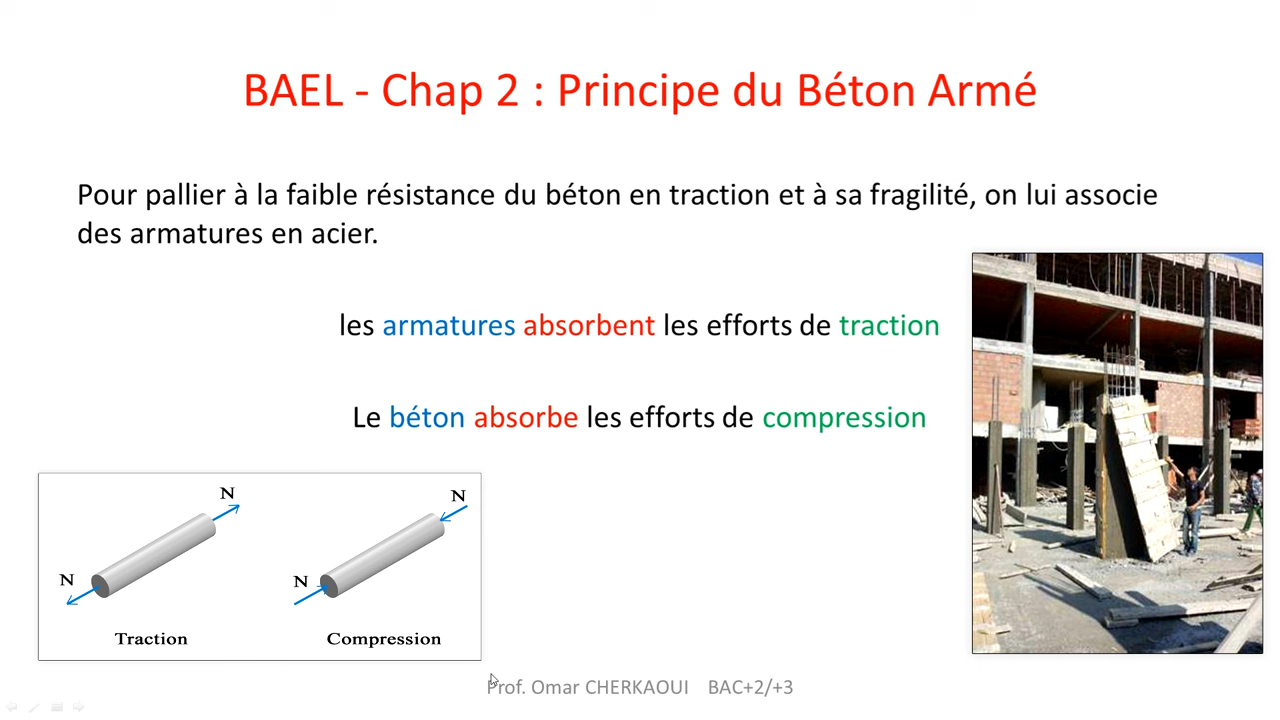 BAEL - Chap 2 : Principe du Béton Armé
Pour pallier à la faible résistance du béton en traction et à sa fragilité, on lui associe
des armatures en acier.
les armatures absorbent les efforts de traction
Le béton absorbe les efforts de compression
N
N
N
N
Traction
Compression
Prof. Omar CHERKAOUI BAC+2/+3